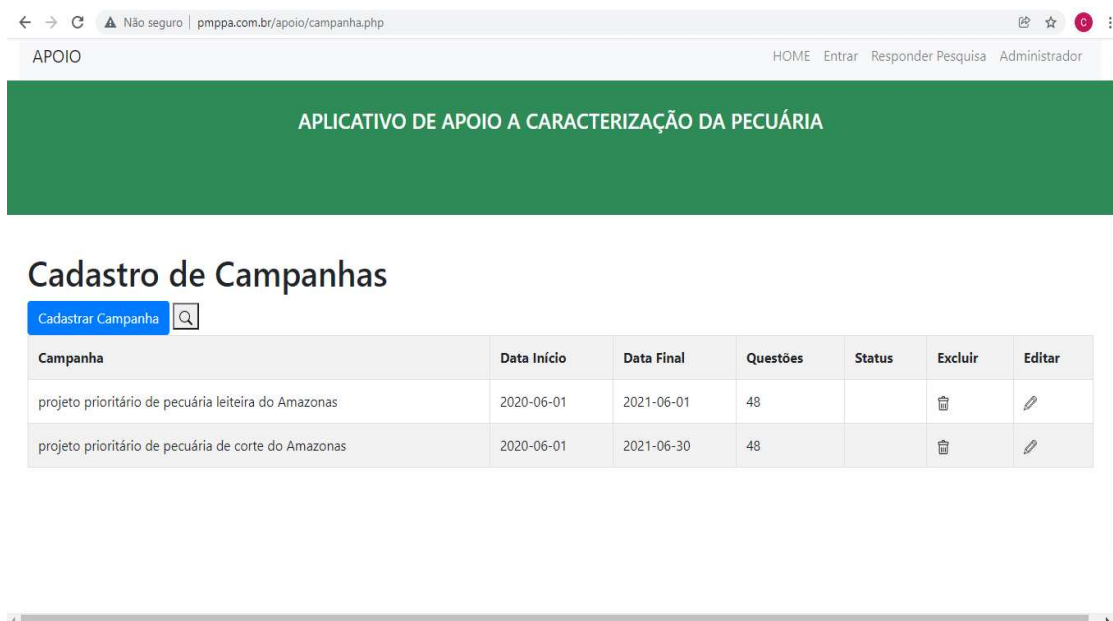 Não seguro | pmppa.com.br/apoio/campanha.php
C
APOIO HOME Entrar Responder Pesquisa Administrador
APLICATIVO DE APOIO A CARACTERIZAÇÃO DA PECUÁRIA
Cadastro de Campanhas
Cadastrar Campanha
Campanha Data Início Data Final Questões Status Excluir Editar
projeto prioritário de pecuária leiteira do Amazonas 2020-06-01 2021-06-01 48
projeto prioritário de pecuária de corte do Amazonas 2020-06-01 2021-06-30 48